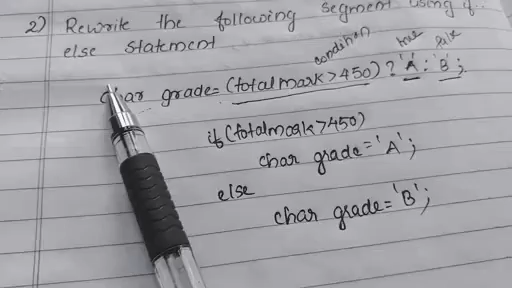 2) Rewrite the following segment using if..
else statement
condition true false
char grade= (totalmark>450) ? 'A': 'B';
if (totalmark>450)
char grade='A';
else
char grade='B';